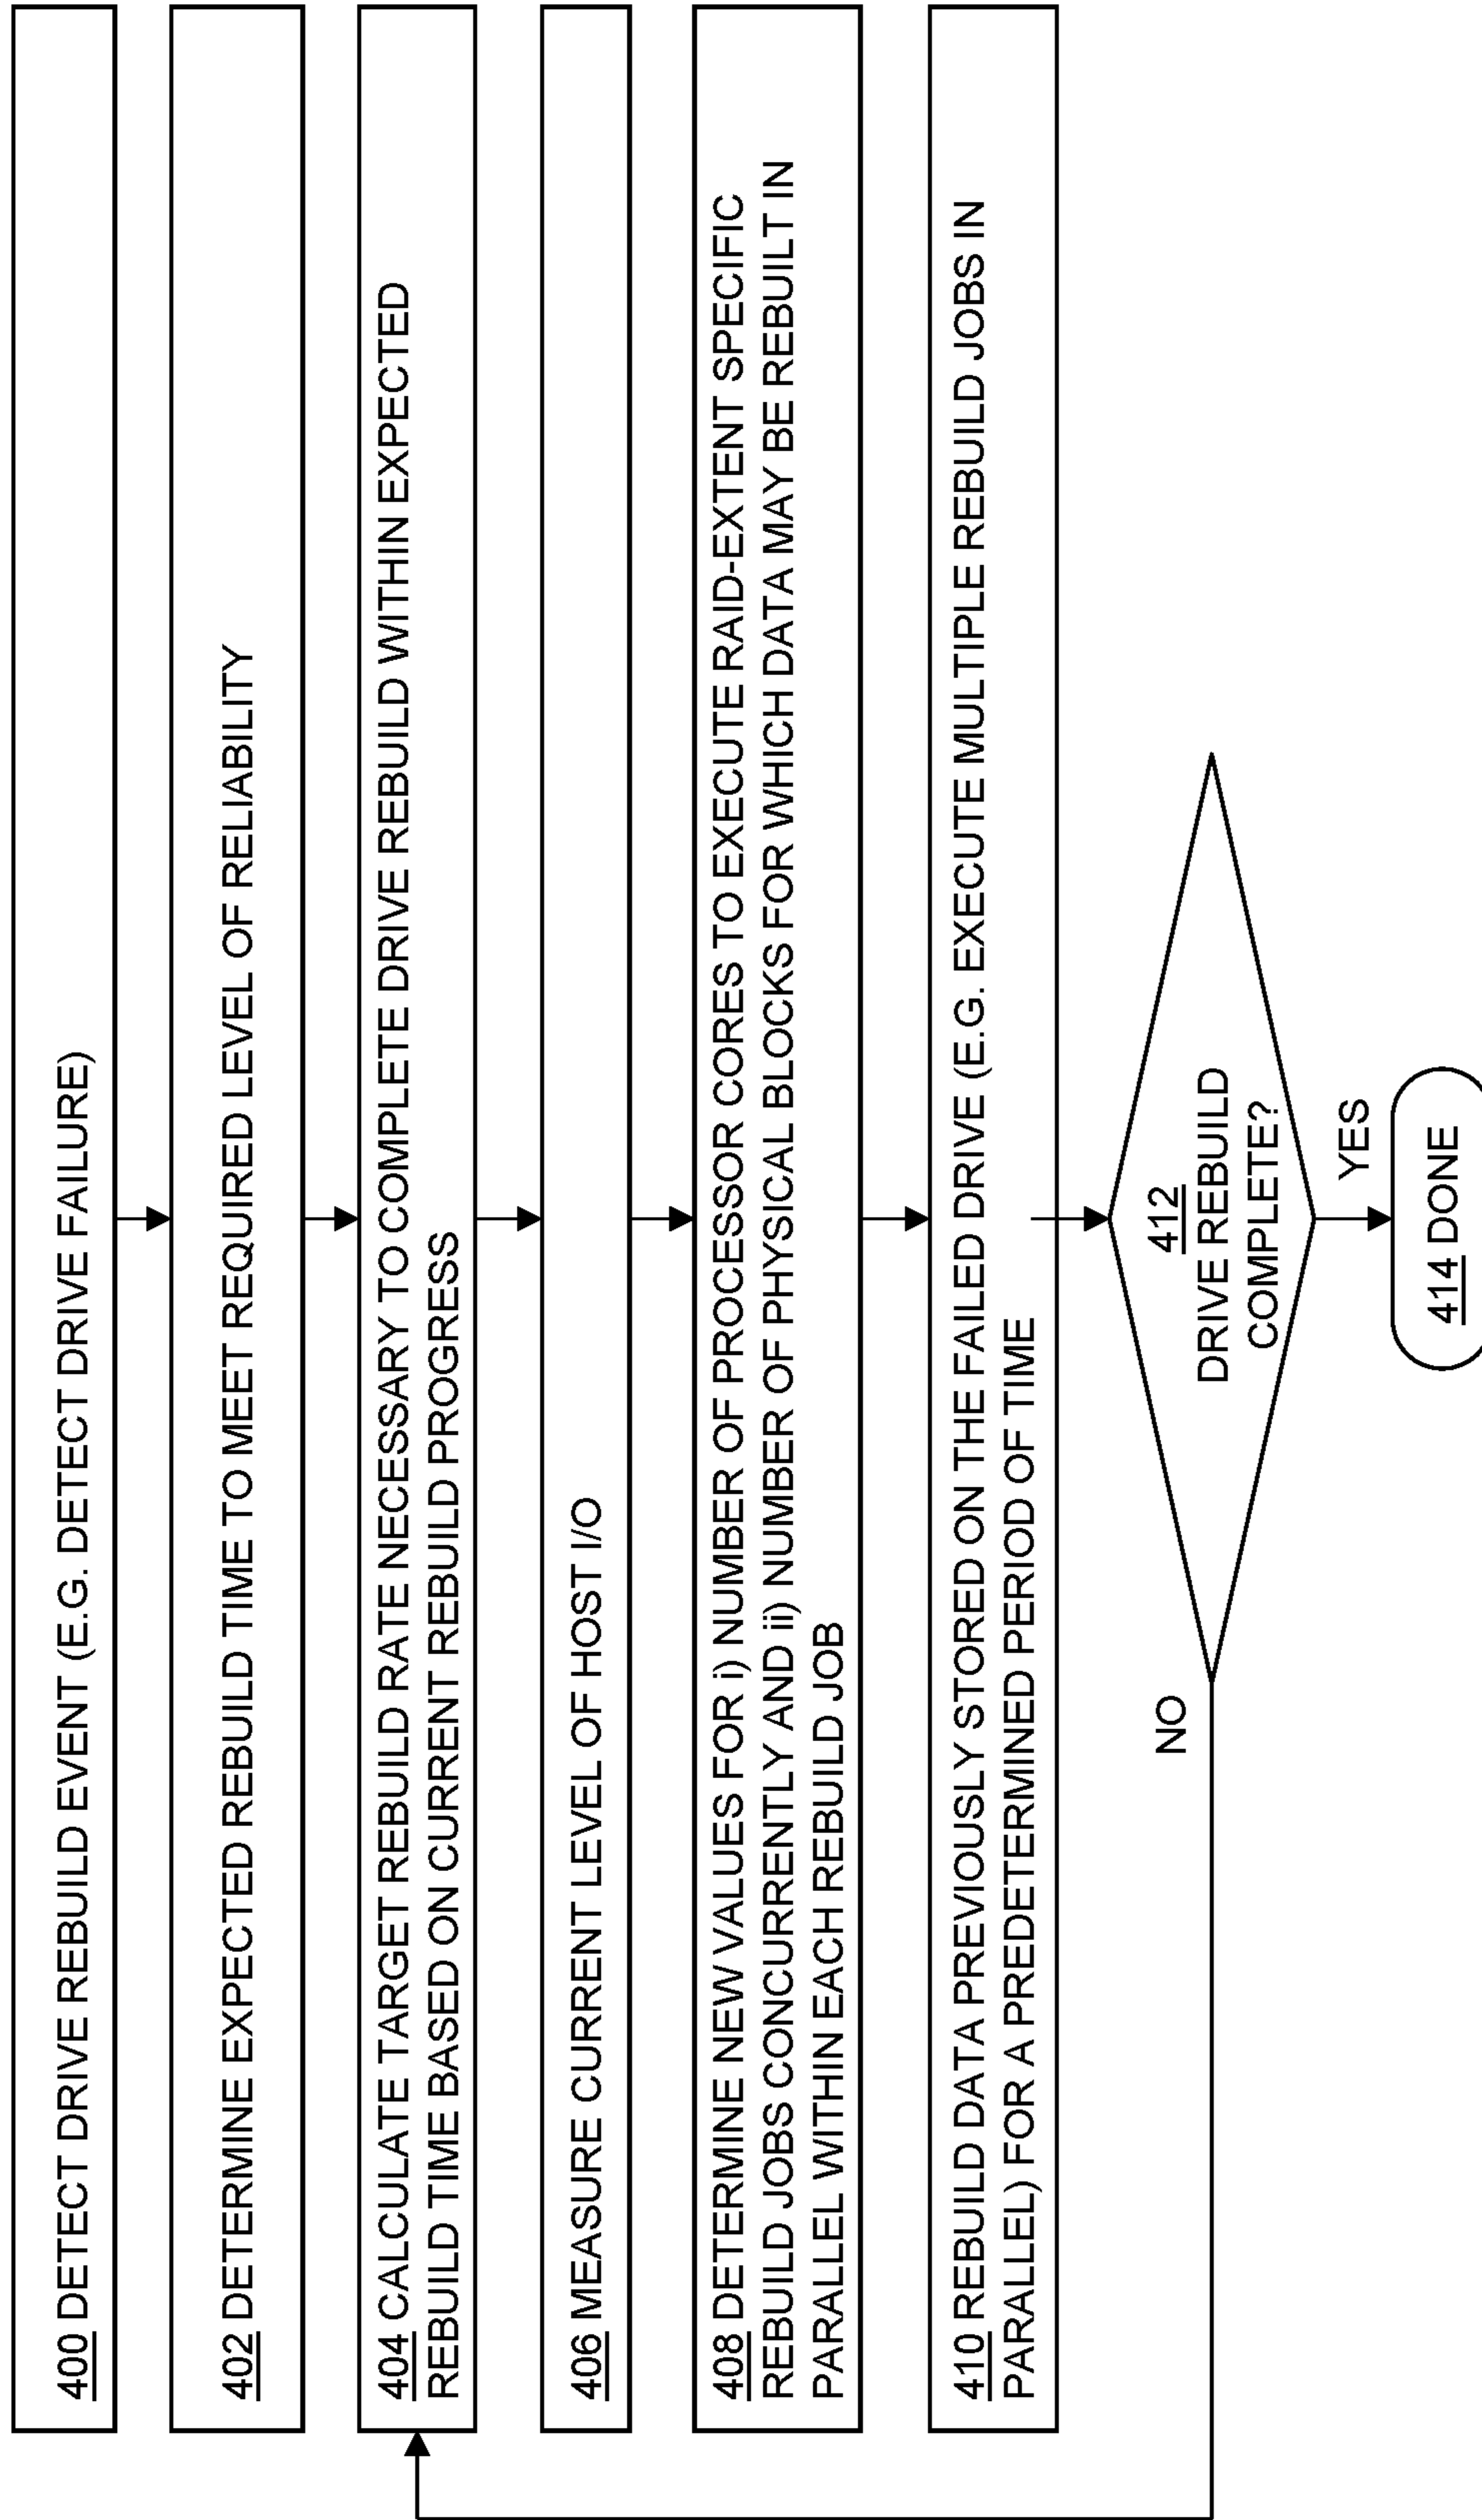 400 DETECT DRIVE REBUILD EVENT (E.G. DETECT DRIVE FAILURE)
402 DETERMINE EXPECTED REBUILD TIME TO MEET REQUIRED LEVEL OF RELIABILITY
404 CALCULATE TARGET REBUILD RATE NECESSARY TO COMPLETE DRIVE REBUILD WITHIN EXPECTED
REBUILD TIME BASED ON CURRENT REBUILD PROGRESS
406 MEASURE CURRENT LEVEL OF HOST I/O
408 DETERMINE NEW VALUES FOR i) NUMBER OF PROCESSOR CORES TO EXECUTE RAID-EXTENT SPECIFIC
REBUILD JOBS CONCURRENTLY AND ii) NUMBER OF PHYSICAL BLOCKS FOR WHICH DATA MAY BE REBUILT IN
PARALLEL WITHIN EACH REBUILD JOB
410 REBUILD DATA PREVIOUSLY STORED ON THE FAILED DRIVE (E.G. EXECUTE MULTIPLE REBUILD JOBS IN
PARALLEL) FOR A PREDETERMINED PERIOD OF TIME
412
DRIVE REBUILD
COMPLETE?
NO
YES
414 DONE